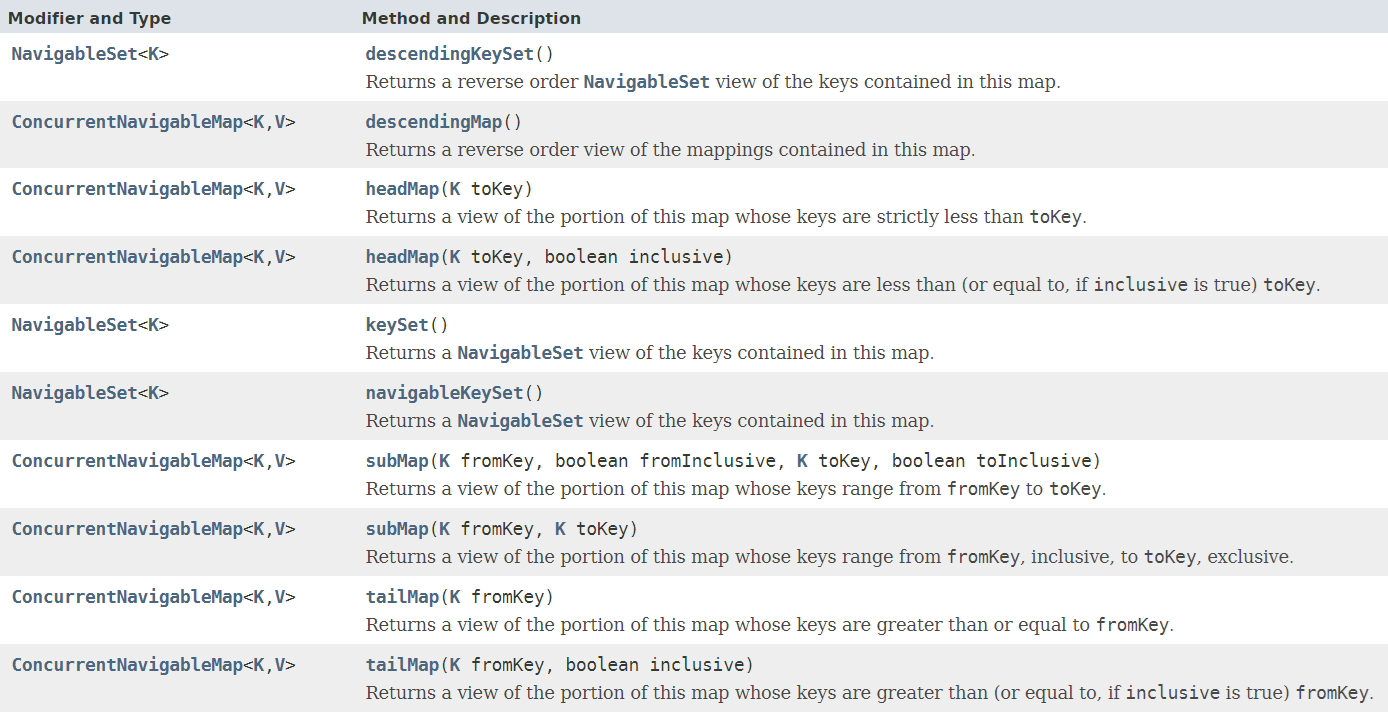 Modifier and Type Method and Description
NavigableSet<K> descendingKeySet()
Returns a reverse order NavigableSet view of the keys contained in this map.
ConcurrentNavigableMap<K,V> descendingMap()
Returns a reverse order view of the mappings contained in this map.
ConcurrentNavigableMap<K,V> headMap(K toKey)
Returns a view of the portion of this map whose keys are strictly less than toKey.
ConcurrentNavigableMap<K,V> headMap(K toKey, boolean inclusive)
Returns a view of the portion of this map whose keys are less than (or equal to, if inclusive is true) toKey.
NavigableSet<K> keySet()
Returns a NavigableSet view of the keys contained in this map.
NavigableSet<K> navigableKeySet()
Returns a NavigableSet view of the keys contained in this map.
ConcurrentNavigableMap<K,V> subMap(K fromKey, boolean fromInclusive, K toKey, boolean toInclusive)
Returns a view of the portion of this map whose keys range from fromKey to toKey.
ConcurrentNavigableMap<K,V> subMap(K fromKey, K toKey)
Returns a view of the portion of this map whose keys range from fromKey, inclusive, to toKey, exclusive.
ConcurrentNavigableMap<K,V> tailMap(K fromKey)
Returns a view of the portion of this map whose keys are greater than or equal to fromKey.
ConcurrentNavigableMap<K,V> tailMap(K fromKey, boolean inclusive)
Returns a view of the portion of this map whose keys are greater than (or equal to, if inclusive is true) fromKey.